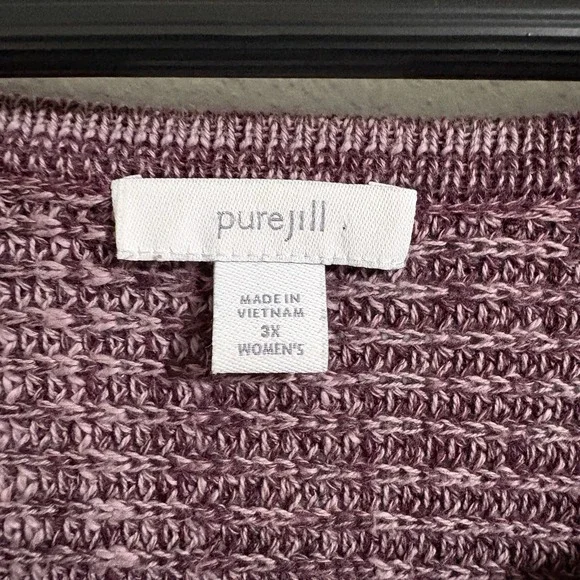 purejill
MADE IN
VIETNAM
3X
WOMEN'S